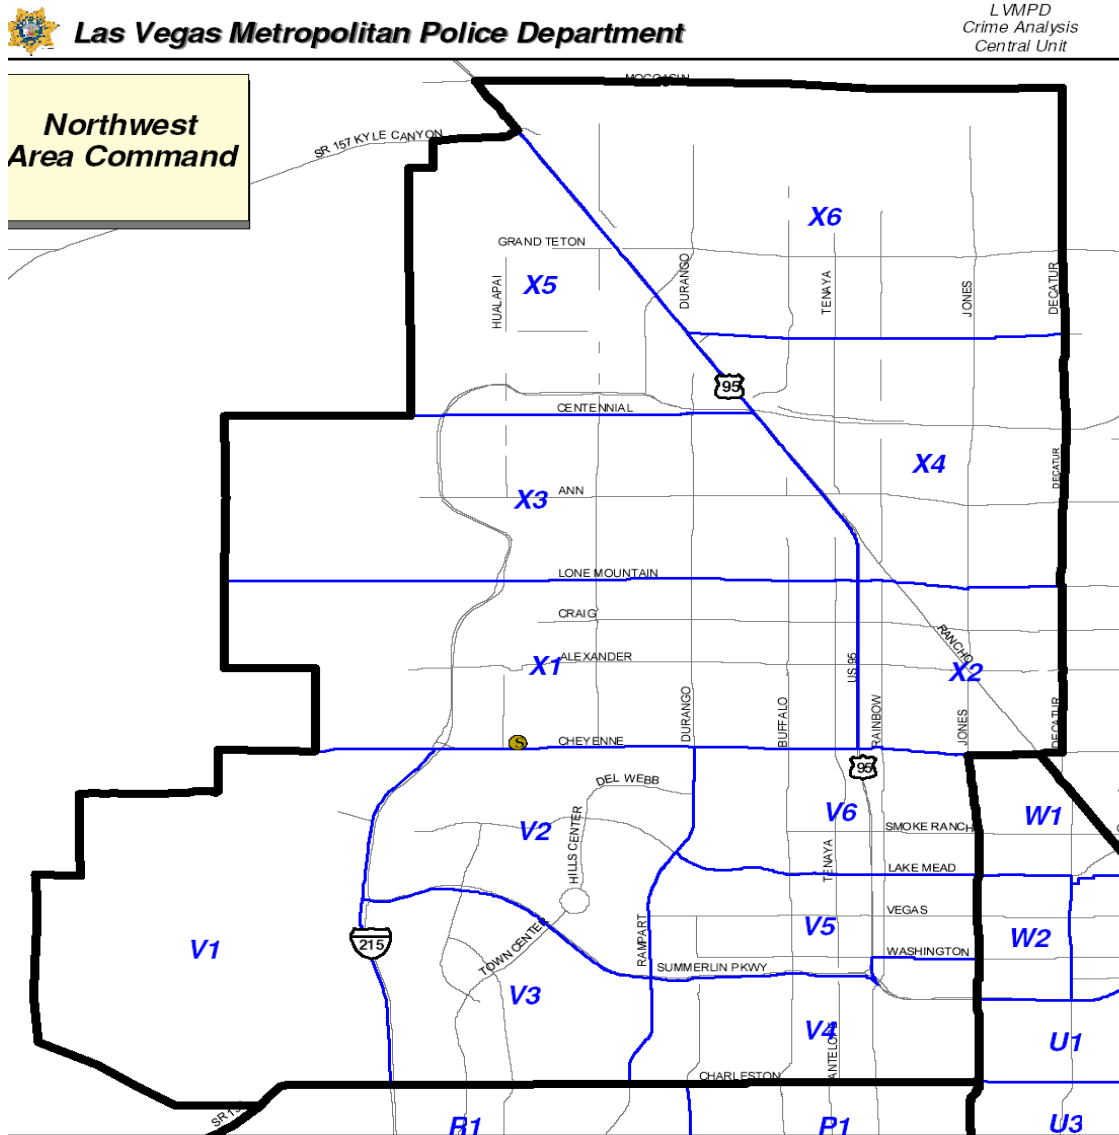 Las Vegas Metropolitan Police Department
LVMPD
Crime Analysis
Central Unit
Northwest
Area Command
MOCCASIN
SR 157 KYLE CANYON
X6
GRAND TETON
X5
HUALAPAI
DURANGO
TENAYA
JONES
DECATUR
95
CENTENNIAL
X4
DECATUR
X3
ANN
LONE MOUNTAIN
CRAIG
RANCHO
X1
ALEXANDER
US 95
X2
DURANGO
BUFFALO
RAINBOW
JONES
DECATUR
S
CHEYENNE
95
DEL WEBB
V2
HILLS CENTER
V6
W1
SMOKE RANCH
TENAYA
LAKE MEAD
VEGAS
V5
W2
V1
215
TOWN CENTER
RAMPART
WASHINGTON
SUMMERLIN PKWY
V3
V4
ANTELOPE
U1
CHARLESTON
R1
P1
U3